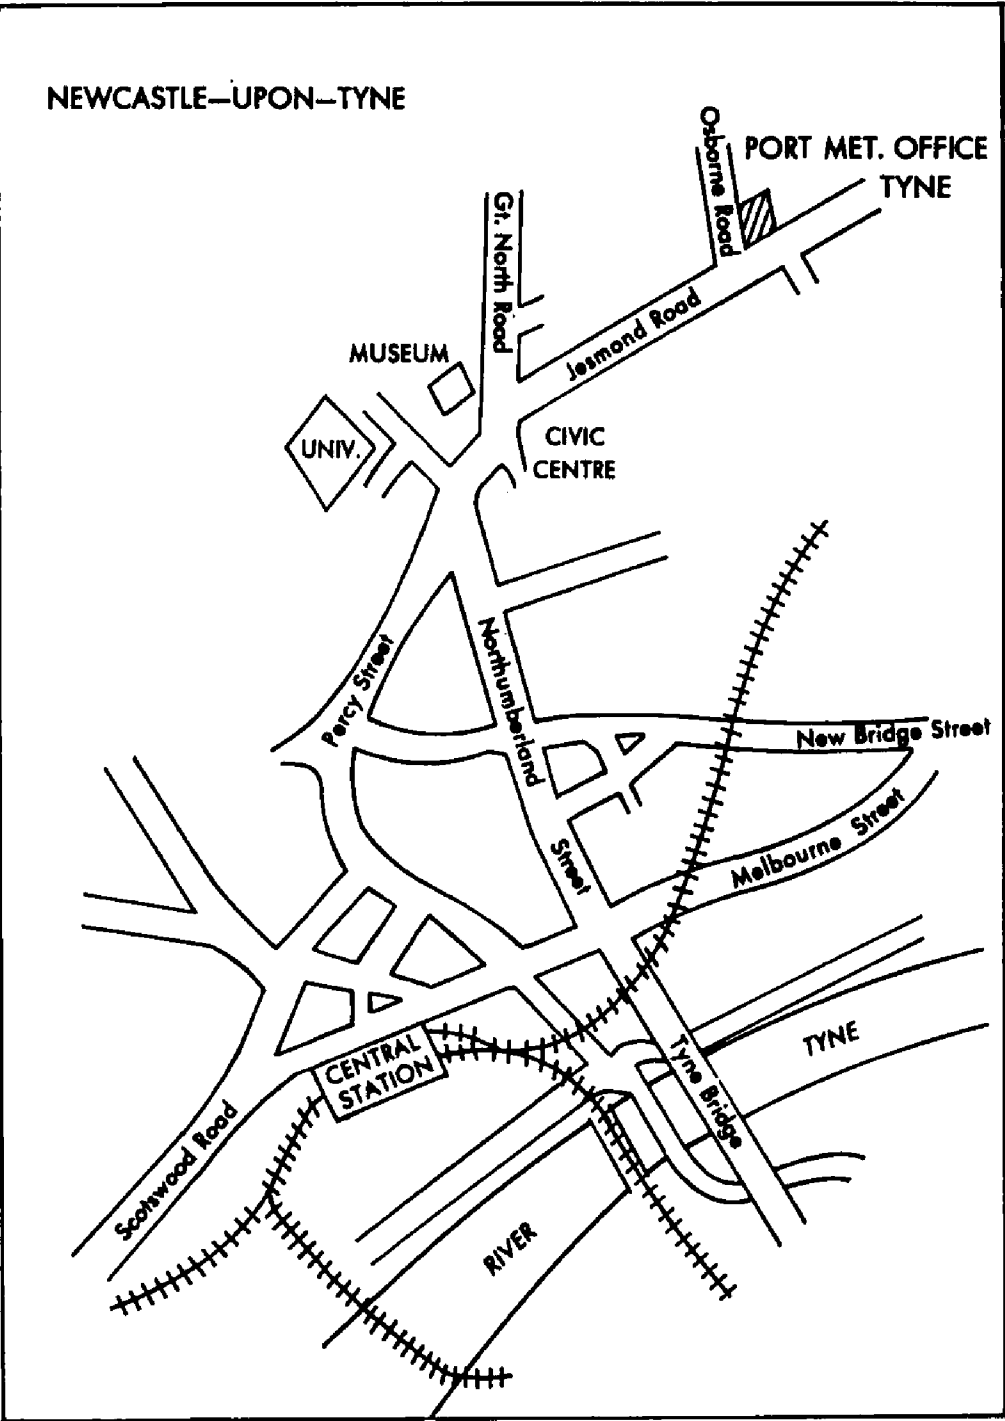 NEWCASTLE—UPON—TYNE
Osborne Road
PORT MET. OFFICE
TYNE
Gt. North Road
Jesmond Road
MUSEUM
UNIV.
CIVIC
CENTRE
Percy Street
Northumberland
Street
New Bridge Street
Melbourne Street
CENTRAL
STATION
TYNE
Tyne Bridge
Scotswood Road
RIVER